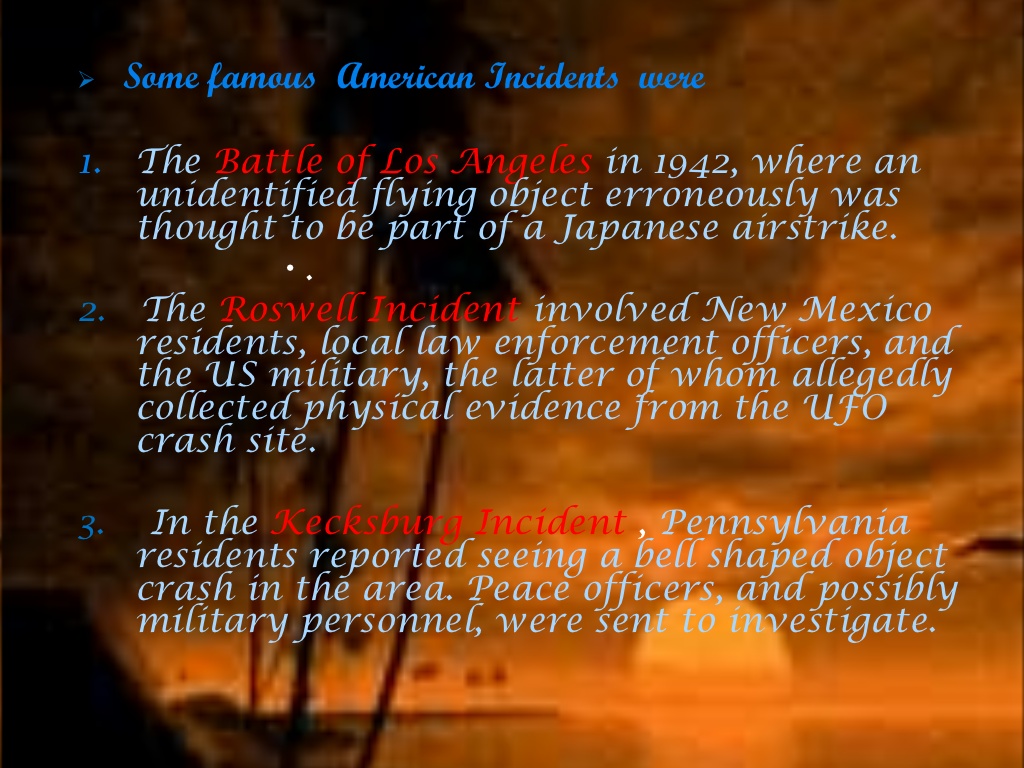 ➢ Some famous American Incidents were
1. The Battle of Los Angeles in 1942, where an
unidentified flying object erroneously was
thought to be part of a Japanese airstrike.
• .
2. The Roswell Incident involved New Mexico
residents, local law enforcement officers, and
the US military, the latter of whom allegedly
collected physical evidence from the UFO
crash site.
3. In the Kecksburg Incident , Pennsylvania
residents reported seeing a bell shaped object
crash in the area. Peace officers, and possibly
military personnel, were sent to investigate.